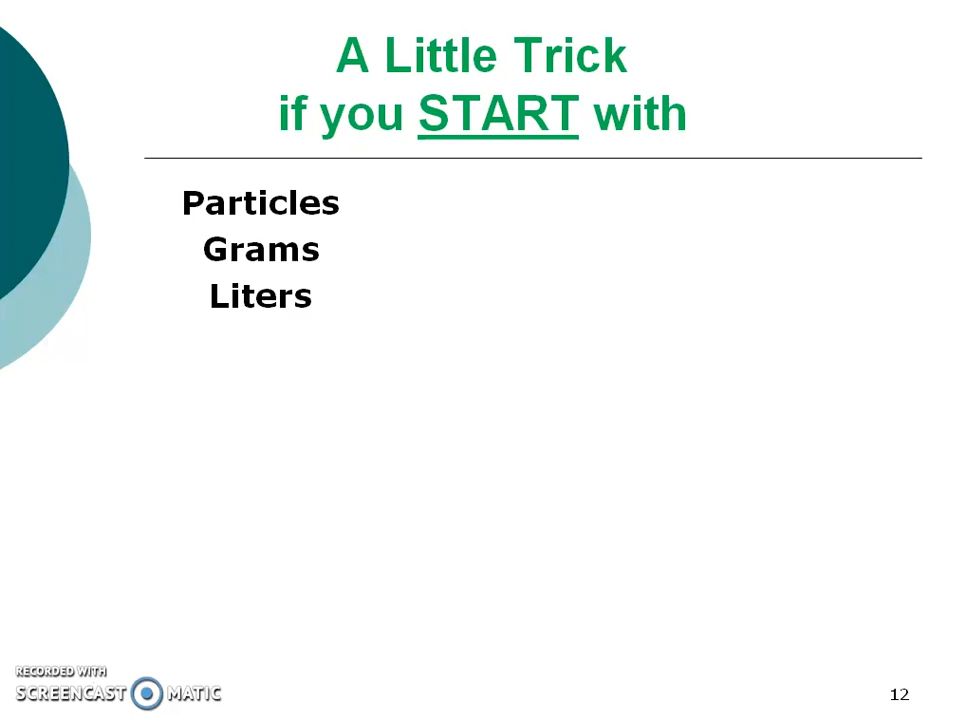 A Little Trick
if you START with
Particles
Grams
Liters
RECORDED WITH
SCREENCAST MATIC
12